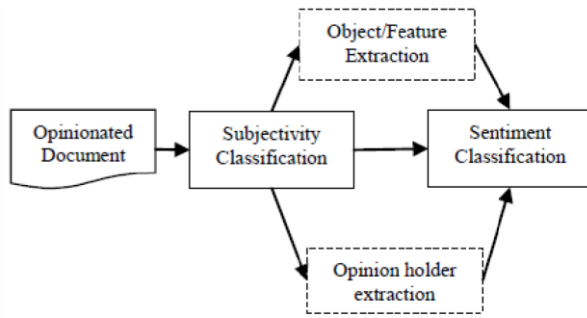 Object/Feature
Extraction
Opinionated
Document
Subjectivity
Classification
Sentiment
Classification
Opinion holder
extraction